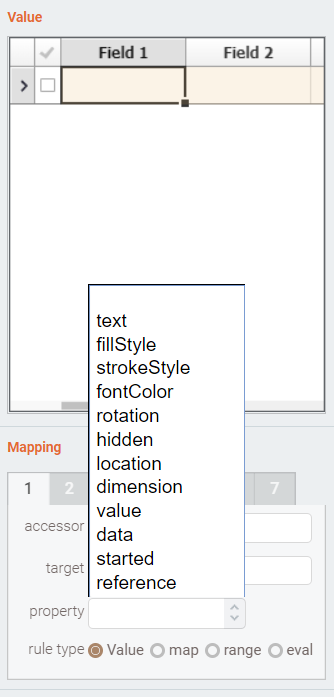 Value
Field 1 Field 2
text
fillStyle
strokeStyle
fontColor
rotation
hidden
location
dimension
value
data
started
reference
Mapping
1 2 7
accessor
target
property
rule type Value map range eval